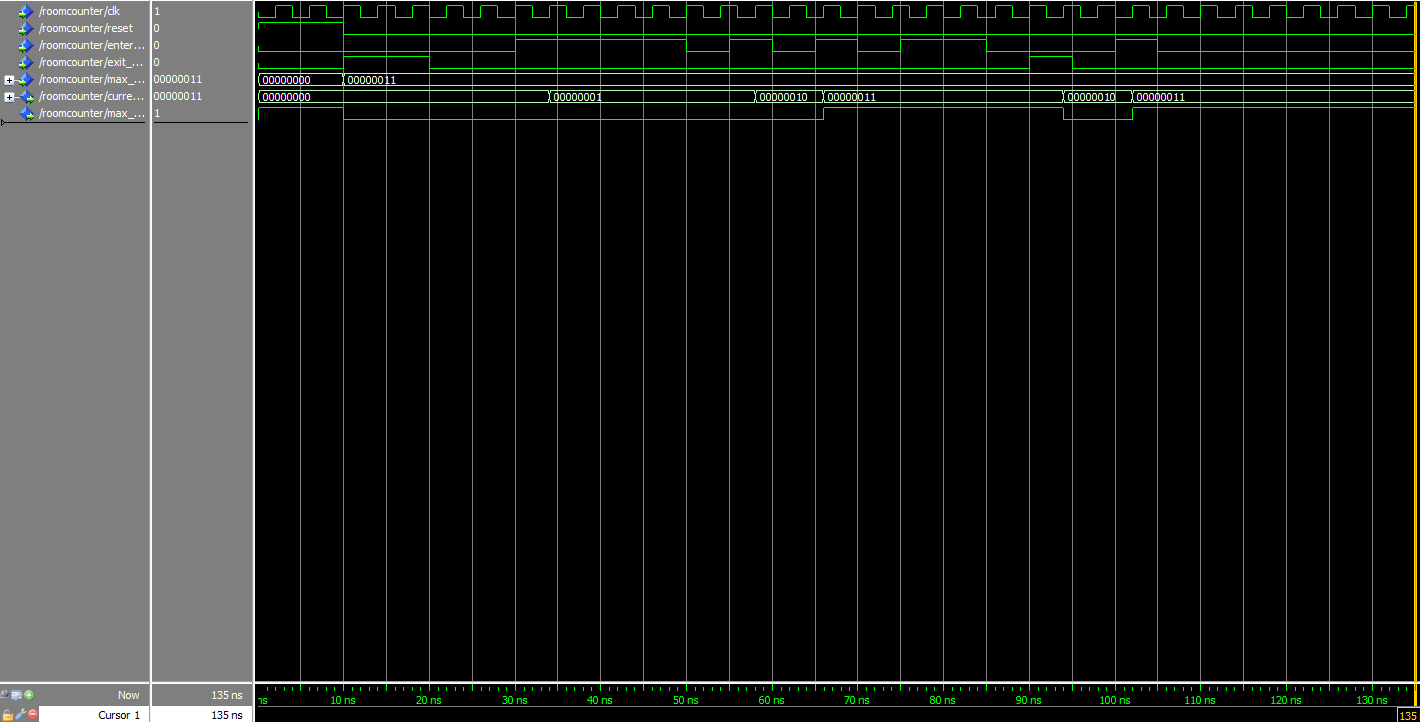 /roomcounter/clk 1
/roomcounter/reset 0
/roomcounter/enter... 0
/roomcounter/exit_... 0
/roomcounter/max_... 00000011 00000000 00000011
/roomcounter/curre... 00000011 00000000 00000001 00000010 00000011 00000010 00000011
/roomcounter/max_... 1
Now 135 ns ns 10 ns 20 ns 30 ns 40 ns 50 ns 60 ns 70 ns 80 ns 90 ns 100 ns 110 ns 120 ns 130 ns
Cursor 1 135 ns 135